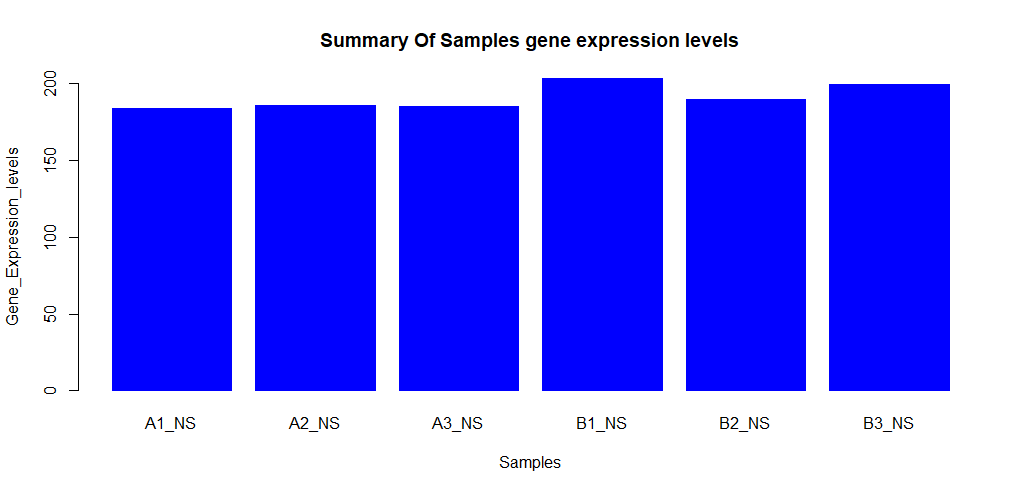 Summary Of Samples gene expression levels
Gene_Expression_levels
200
150
100
50
0
A1_NS A2_NS A3_NS B1_NS B2_NS B3_NS
Samples